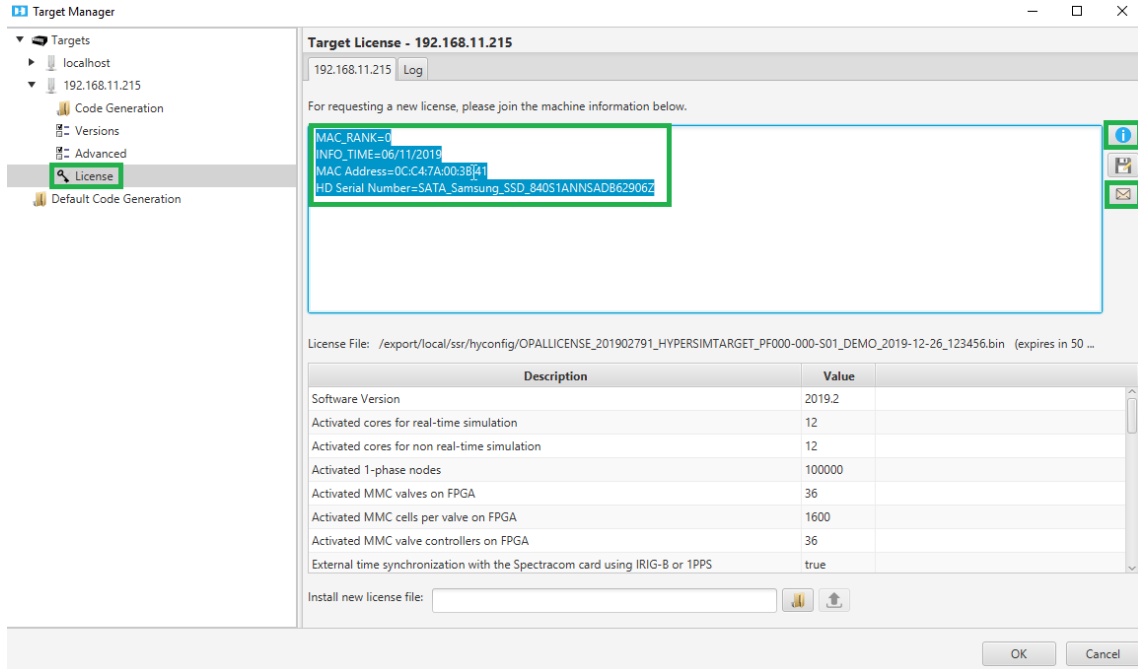 Target Manager
Targets
localhost
192.168.11.215
Code Generation
Versions
Advanced
License
Default Code Generation
Target License - 192.168.11.215
192.168.11.215 Log
For requesting a new license, please join the machine information below.
MAC_RANK=0
INFO_TIME=06/11/2019
MAC Address=0C:C4:7A:00:3B:41
HD Serial Number=SATA_Samsung_SSD_840S1ANNSADB62906Z
License File: /export/local/ssr/hyconfig/OPALLICENSE_201902791_HYPERSIMTARGET_PF000-000-S01_DEMO_2019-12-26_123456.bin (expires in 50 ...
Description Value
Software Version 2019.2
Activated cores for real-time simulation 12
Activated cores for non real-time simulation 12
Activated 1-phase nodes 100000
Activated MMC valves on FPGA 36
Activated MMC cells per valve on FPGA 1600
Activated MMC valve controllers on FPGA 36
External time synchronization with the Spectracom card using IRIG-B or 1PPS true
Install new license file:
OK Cancel